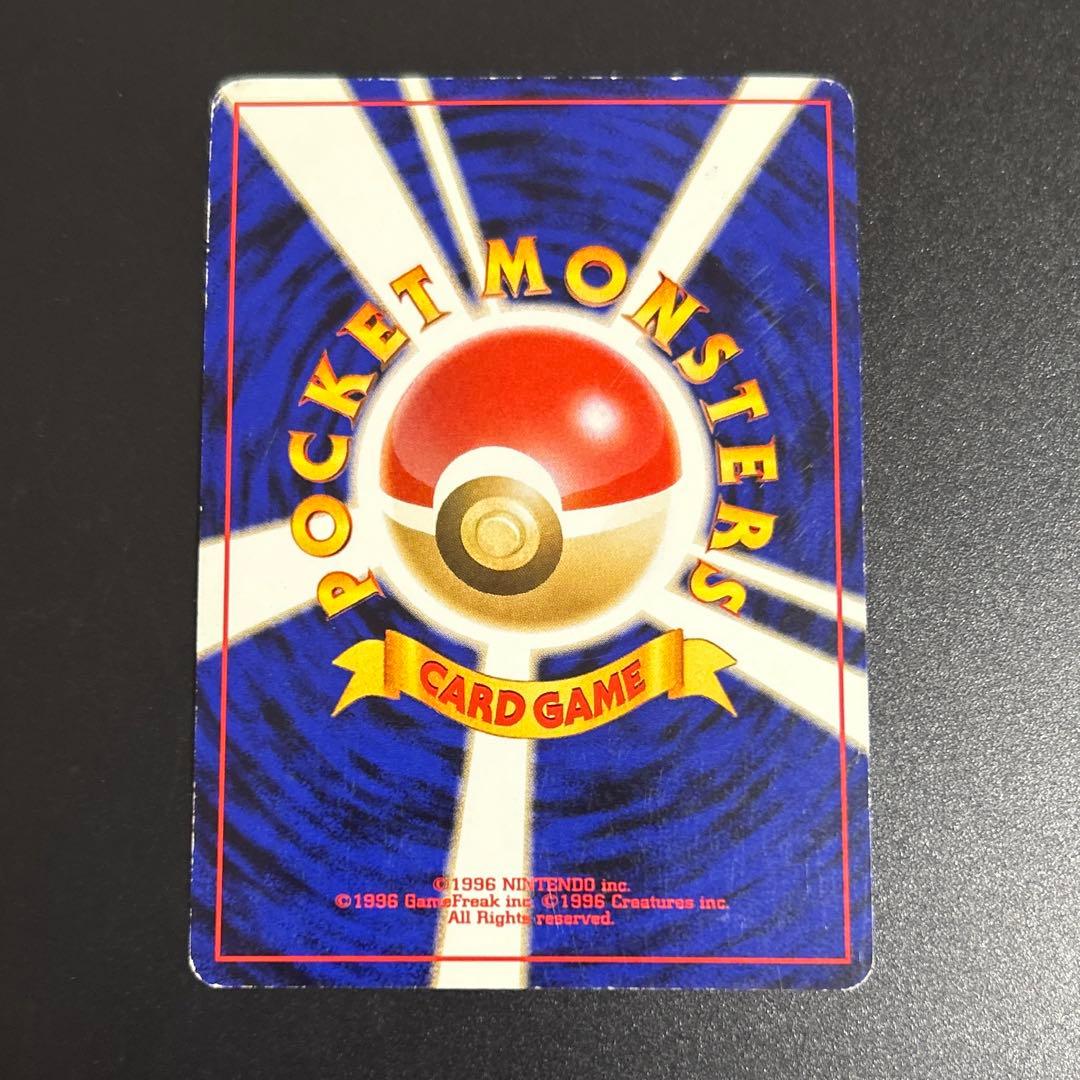 POCKET MONSTERS
CARD GAME
©1996 NINTENDO inc.
©1996 GameFreak inc. ©1996 Creatures inc.
All Rights reserved.